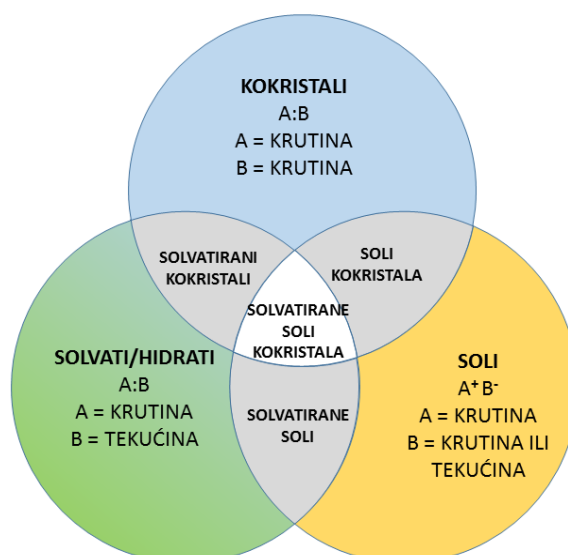 KOKRISTALI
A:B
A = KRUTINA
B = KRUTINA
SOLVATIRANI
KOKRISTALI
SOLI
KOKRISTALA
SOLVATIRANE
SOLI
KOKRISTALA
SOLVATI/HIDRATI
A:B
A = KRUTINA
B = TEKUĆINA
SOLI
A⁺ B⁻
A = KRUTINA
B = KRUTINA ILI
TEKUĆINA
SOLVATIRANE
SOLI